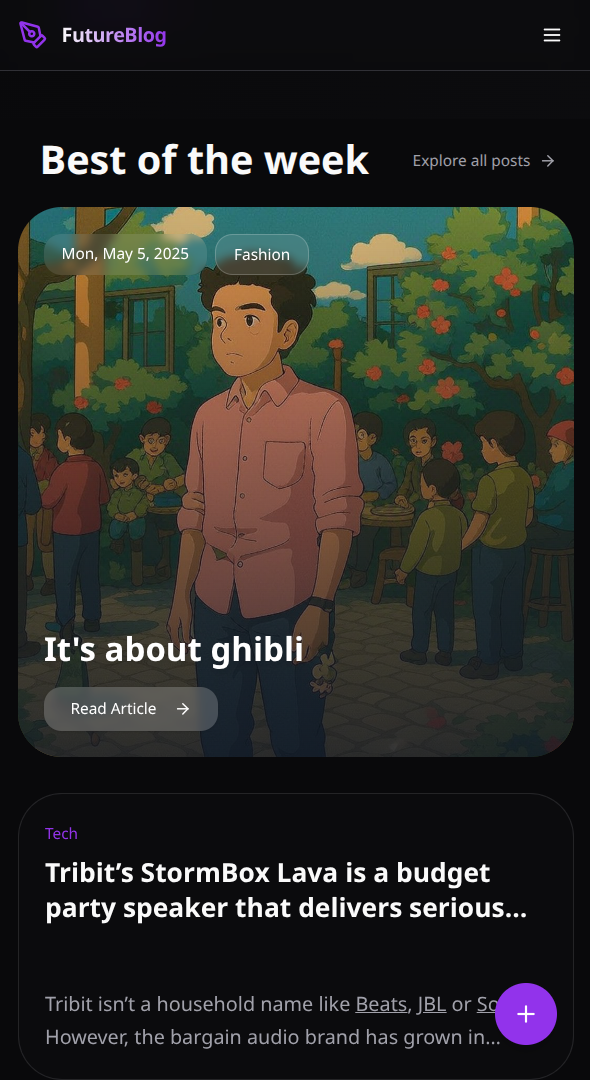 FutureBlog
Best of the week
Explore all posts
Mon, May 5, 2025
Fashion
It's about ghibli
Read Article
Tech
Tribit’s StormBox Lava is a budget
party speaker that delivers serious...
Tribit isn’t a household name like Beats, JBL or
However, the bargain audio brand has grown in...